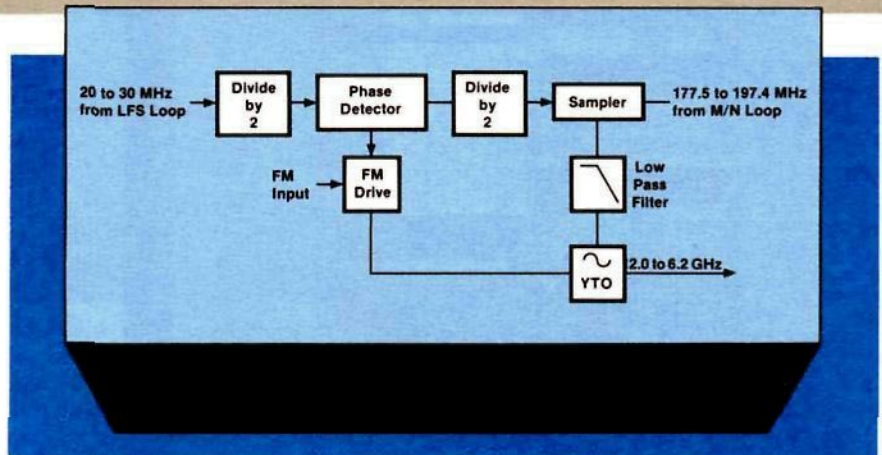 20 to 30 MHz
from LFS Loop
Divide
by
2
Phase
Detector
Divide
by
2
Sampler
177.5 to 197.4 MHz
from M/N Loop
FM
Input
FM
Drive
Low
Pass
Filter
YTO
2.0 to 6.2 GHz